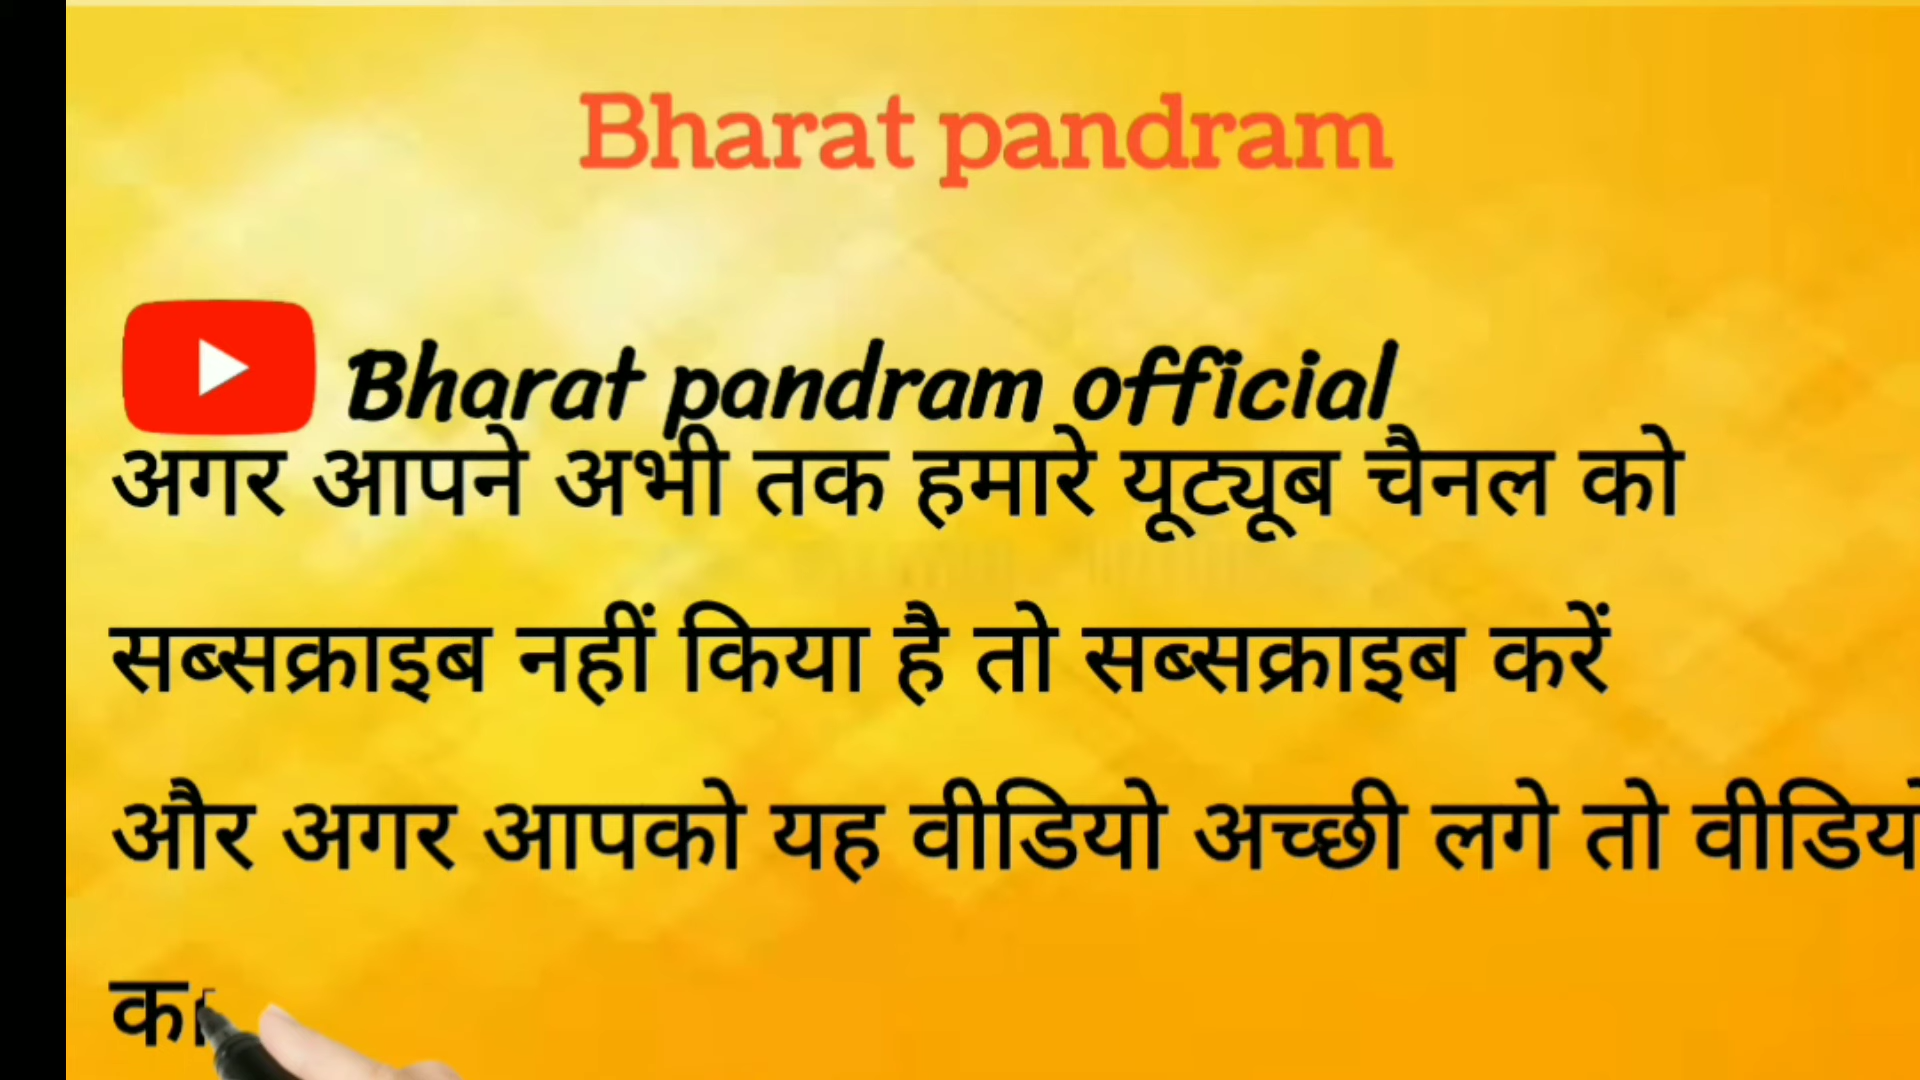 Bharat pandram
Bharat pandram official
अगर आपने अभी तक हमारे यूट्यूब चैनल को
सब्सक्राइब नहीं किया है तो सब्सक्राइब करें
और अगर आपको यह वीडियो अच्छी लगे तो वीडियो